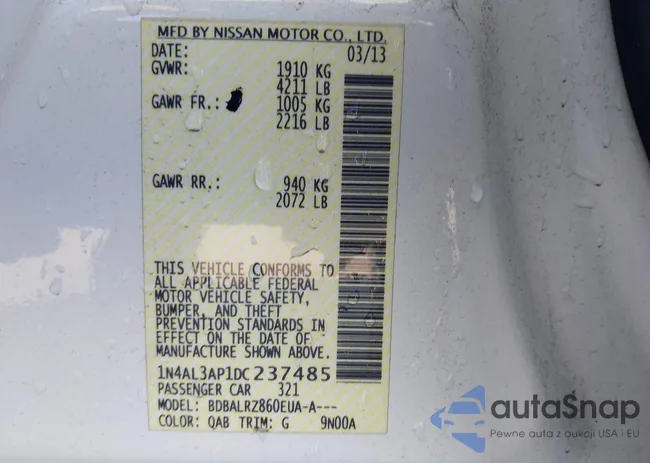 MFD BY NISSAN MOTOR CO., LTD.
DATE: 03/13
GVWR: 1910 KG
4211 LB
GAWR FR.: 1005 KG
2216 LB
GAWR RR.: 940 KG
2072 LB
THIS VEHICLE CONFORMS TO
ALL APPLICABLE FEDERAL
MOTOR VEHICLE SAFETY,
BUMPER, AND THEFT
PREVENTION STANDARDS IN
EFFECT ON THE DATE OF
MANUFACTURE SHOWN ABOVE.
1N4AL3AP1DC237485
PASSENGER CAR 321
MODEL: BDBALRZ860EUA-A---
COLOR: QAB TRIM: G 9N00A
autaSnap
Pewne auta z aukcji USA i EU